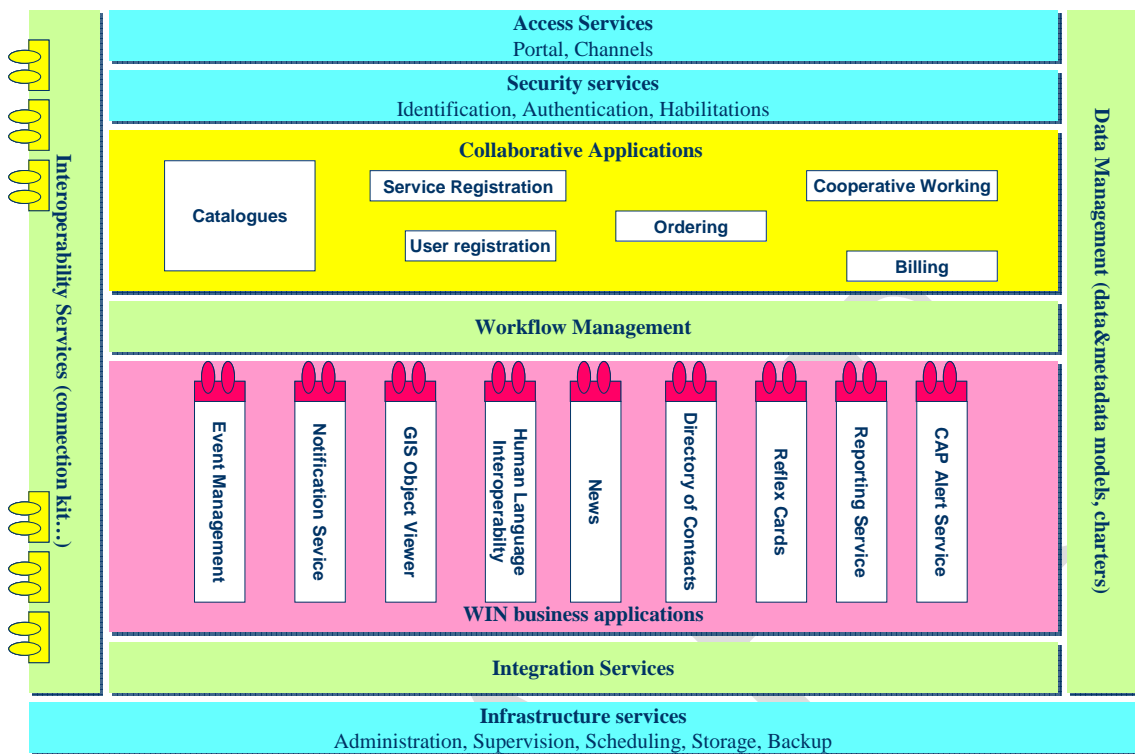 Access Services
Portal, Channels
Security services
Identification, Authentication, Habilitations
Interoperability Services (connection kit…)
Collaborative Applications
Catalogues
Service Registration
User registration
Ordering
Cooperative Working
Billing
Data Management (data&metadata models, charters)
Workflow Management
Event Management
Notification Sevice
GIS Object Viewer
Human Language
Interoperabilty
News
Directory of Contacts
Reflex Cards
Reporting Service
CAP Alert Service
WIN business applications
Integration Services
Infrastructure services
Administration, Supervision, Scheduling, Storage, Backup